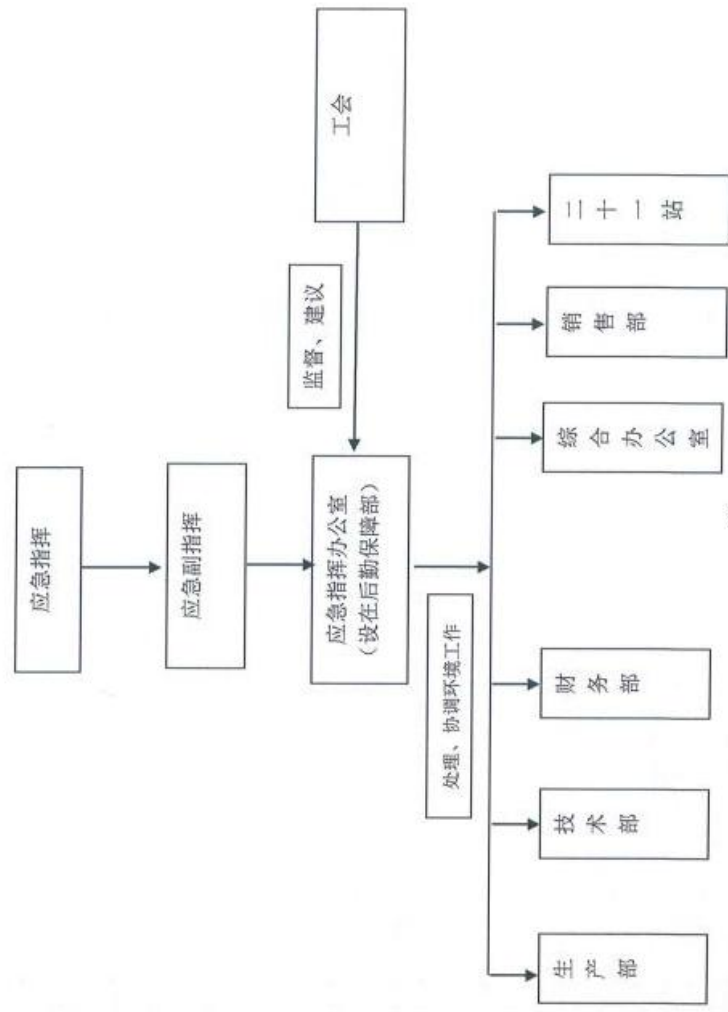 应急指挥
应急副指挥
应急指挥办公室
（设在后勤保障部）
监督、建议
工会
处理、协调环境工作
生产部
技术部
财务部
综合办公室
销售部
二十一站